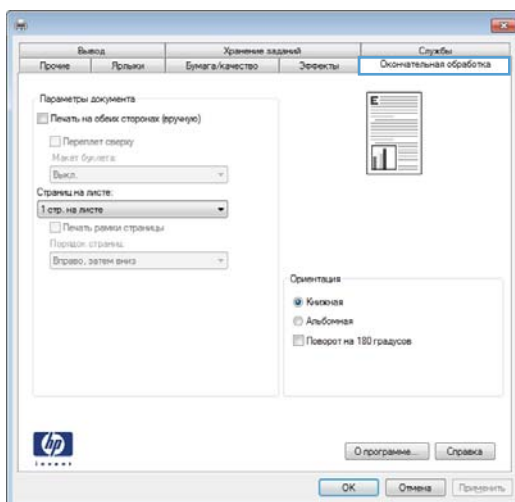 Вывод Хранение заданий Службы
Прочие Ярлыки Бумага/качество Эффекты Окончательная обработка
Параметры документа
Печать на обеих сторонах (вручную)
Переплет сверху
Макет буклета:
Выкл.
Страниц на листе:
1 стр. на листе
Печать рамки страницы
Порядок страниц:
Вправо, затем вниз
E
Ориентация
Книжная
Альбомная
Поворот на 180 градусов
hp
invent
О программе... Справка
OK Отмена Применить